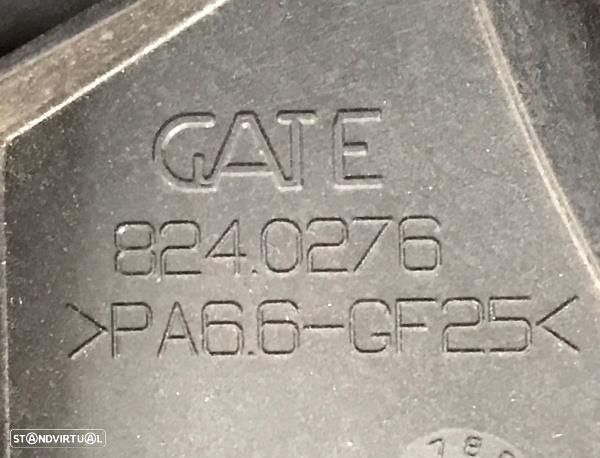 GATE
824.0276
>PA6.6-GF25<
STANDVIRTUAL